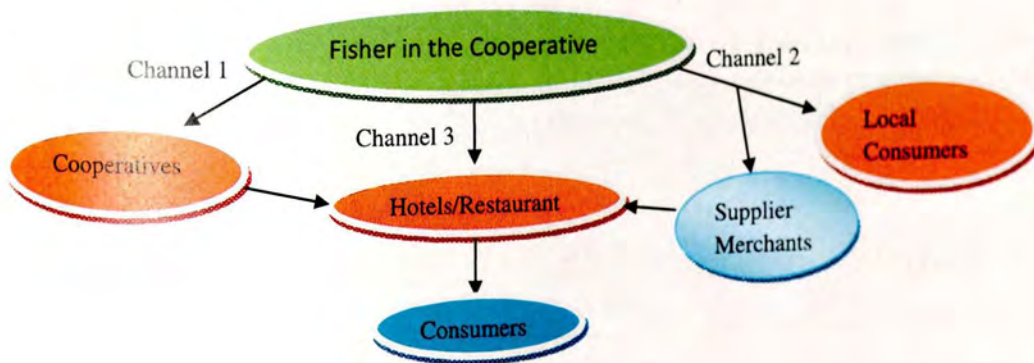 Fisher in the Cooperative
Channel 1
Channel 2
Channel 3
Local
Consumers
Cooperatives
Hotels/Restaurant
Supplier
Merchants
Consumers